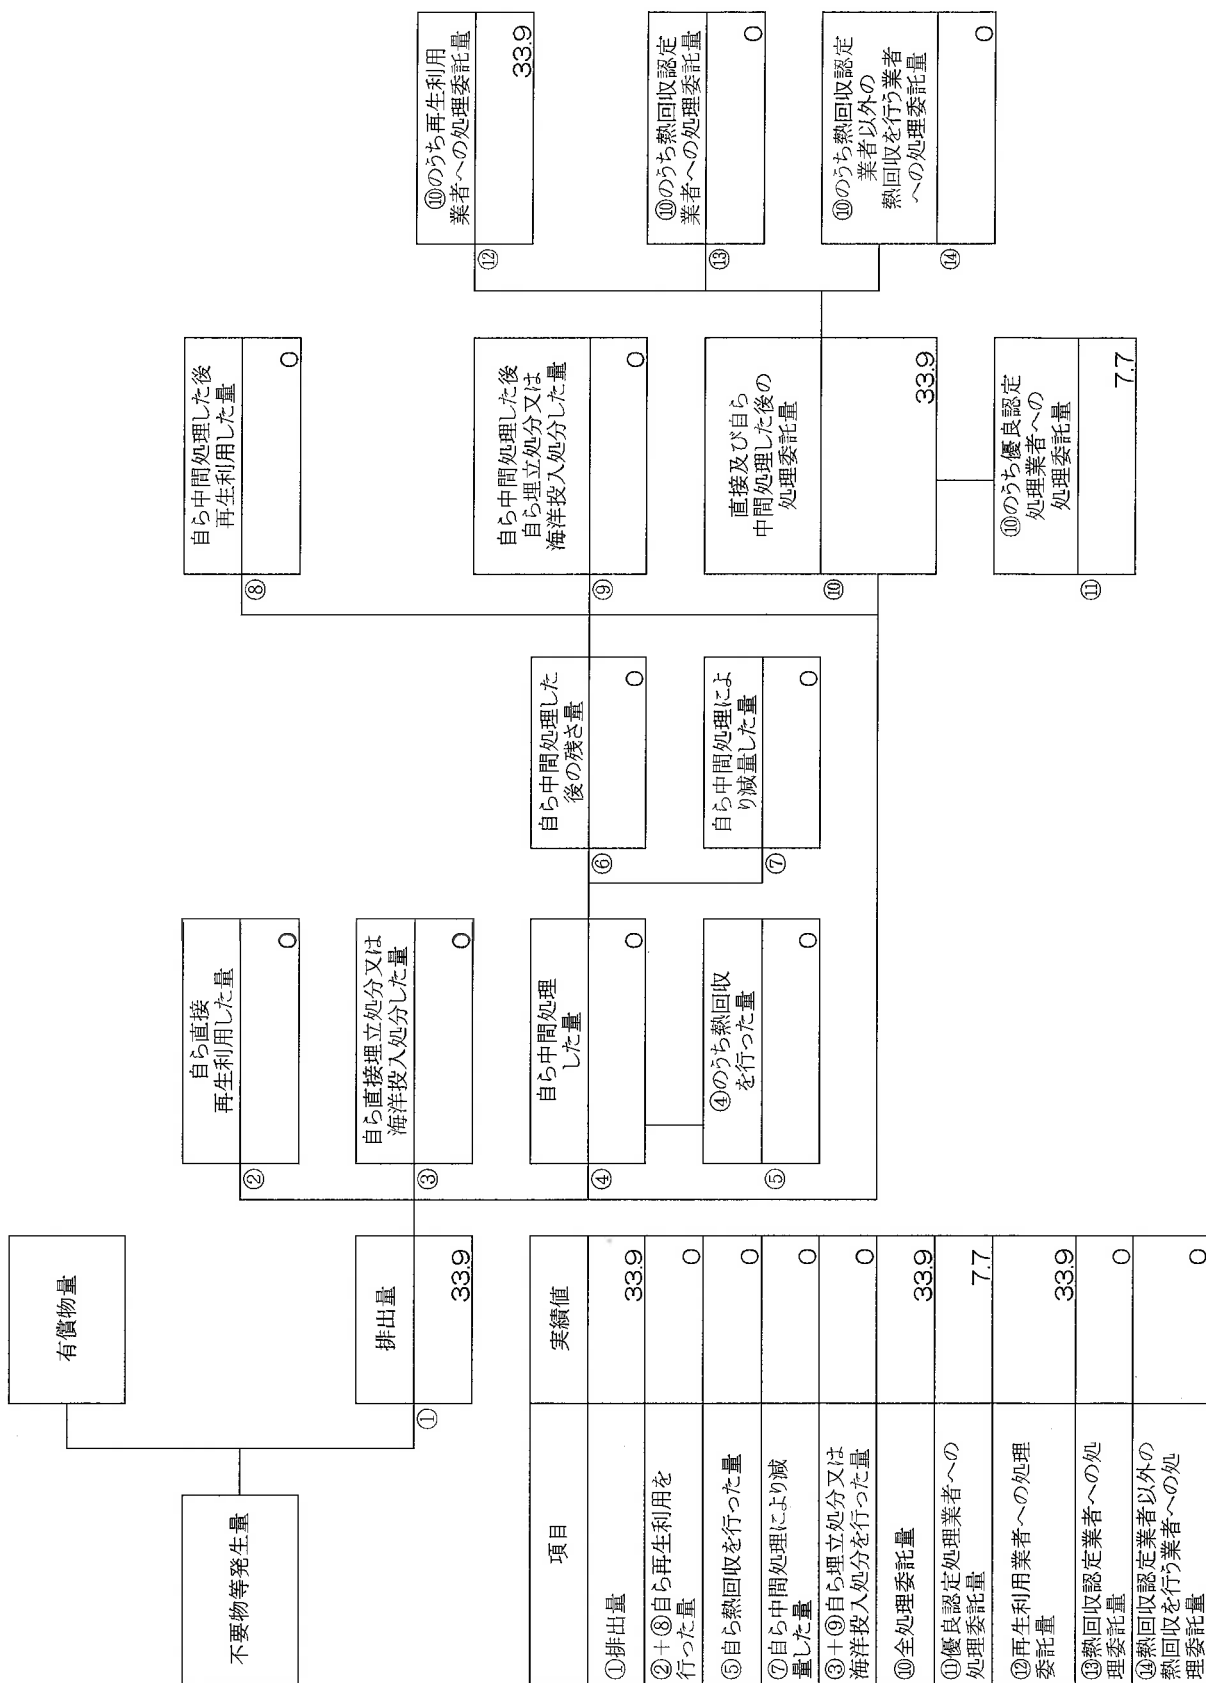 不要物等発生量
有償物量
排出量
①
33.9
②
自ら直接
再生利用した量
0
③
自ら直接埋立処分又は
海洋投入処分した量
0
④
自ら中間処理
した量
0
⑤
④のうち熱回収
を行った量
0
⑥
自ら中間処理した
後の残さ量
0
⑦
自ら中間処理によ
り減量した量
0
⑧
自ら中間処理した後
再生利用した量
0
⑨
自ら中間処理した後
自ら埋立処分又は
海洋投入処分した量
0
⑩
直接及び自ら
中間処理した後の
処理委託量
33.9
⑪
⑩のうち優良認定
処理業者への
処理委託量
7.7
⑫
⑩のうち再生利用
業者への処理委託量
33.9
⑬
⑩のうち熱回収認定
業者への処理委託量
0
⑭
⑩のうち熱回収認定
業者以外の
熱回収を行う業者
への処理委託量
0
項目 実績値
①排出量 33.9
②+⑧自ら再生利用を
行った量 0
⑤自ら熱回収を行った量 0
⑦自ら中間処理により減
量した量 0
③+⑨自ら埋立処分又は
海洋投入処分を行った量 0
⑩全処理委託量 33.9
⑪優良認定処理業者への
処理委託量 7.7
⑫再生利用業者への処理
委託量 33.9
⑬熱回収認定業者への処
理委託量 0
⑭熱回収認定業者以外の
熱回収を行う業者への処
理委託量 0